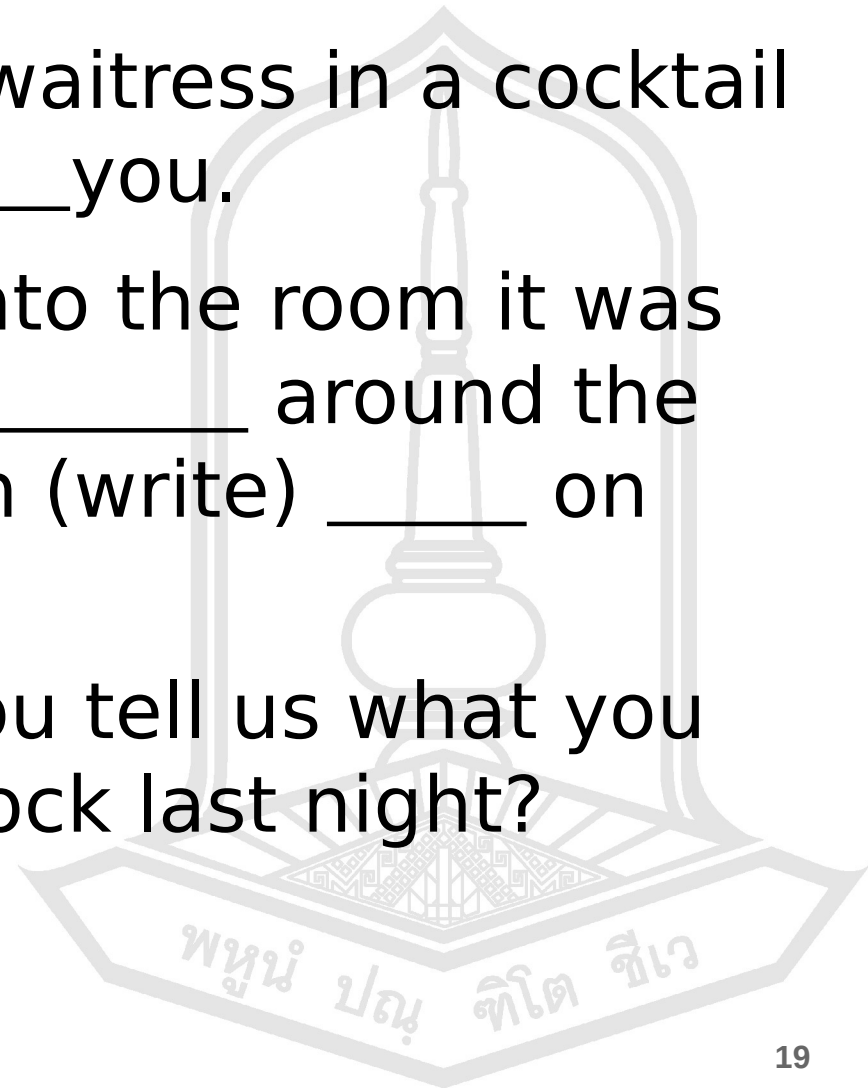 waitress in a cocktail
__you.
nto the room it was
_______ around the
n (write) _____ on
ou tell us what you
ock last night?
พหูนํ ปณฺฑิโต ชีเว
19